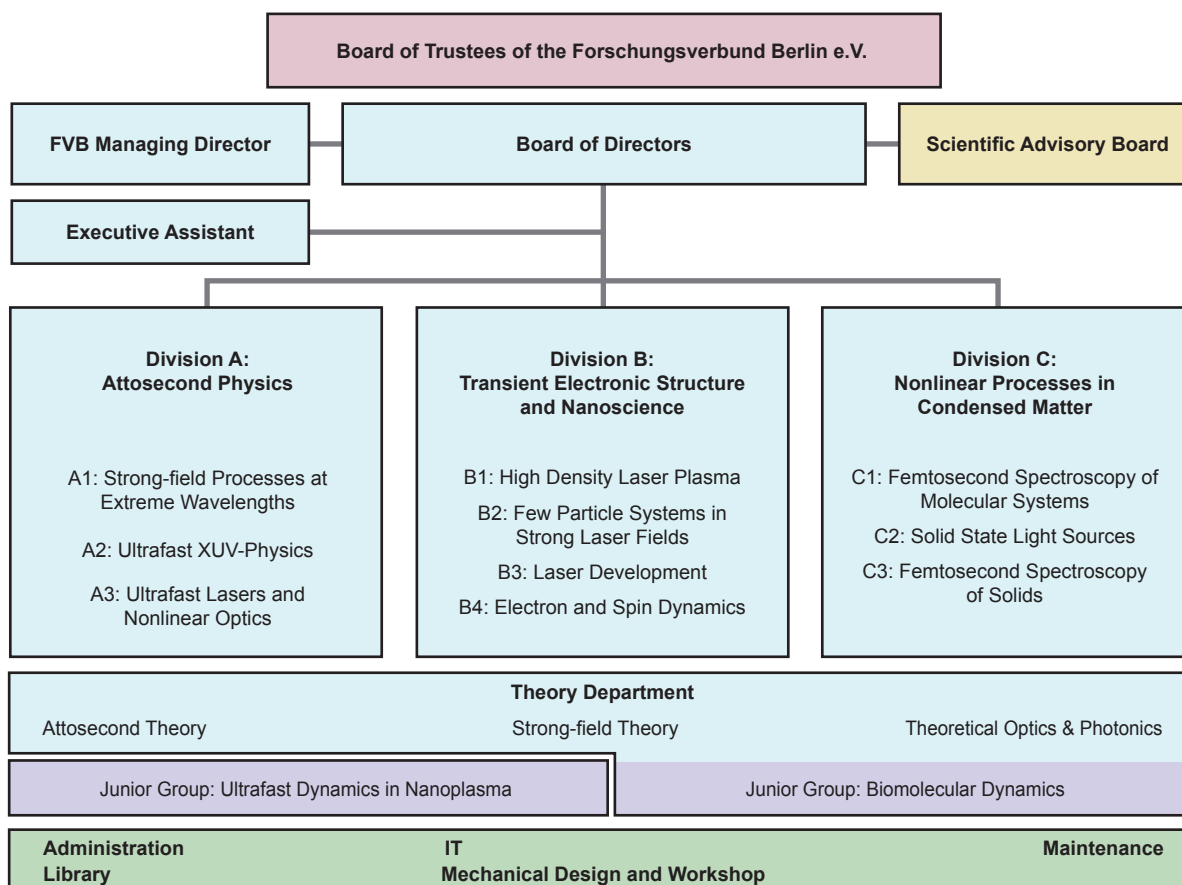 Board of Trustees of the Forschungsverbund Berlin e.V.
FVB Managing Director
Board of Directors
Scientific Advisory Board
Executive Assistant
Division A:
Attosecond Physics
A1: Strong-field Processes at
Extreme Wavelengths
A2: Ultrafast XUV-Physics
A3: Ultrafast Lasers and
Nonlinear Optics
Division B:
Transient Electronic Structure
and Nanoscience
B1: High Density Laser Plasma
B2: Few Particle Systems in
Strong Laser Fields
B3: Laser Development
B4: Electron and Spin Dynamics
Division C:
Nonlinear Processes in
Condensed Matter
C1: Femtosecond Spectroscopy of
Molecular Systems
C2: Solid State Light Sources
C3: Femtosecond Spectroscopy
of Solids
Theory Department
Attosecond Theory
Strong-field Theory
Theoretical Optics & Photonics
Junior Group: Ultrafast Dynamics in Nanoplasma
Junior Group: Biomolecular Dynamics
Administration
IT
Maintenance
Library
Mechanical Design and Workshop